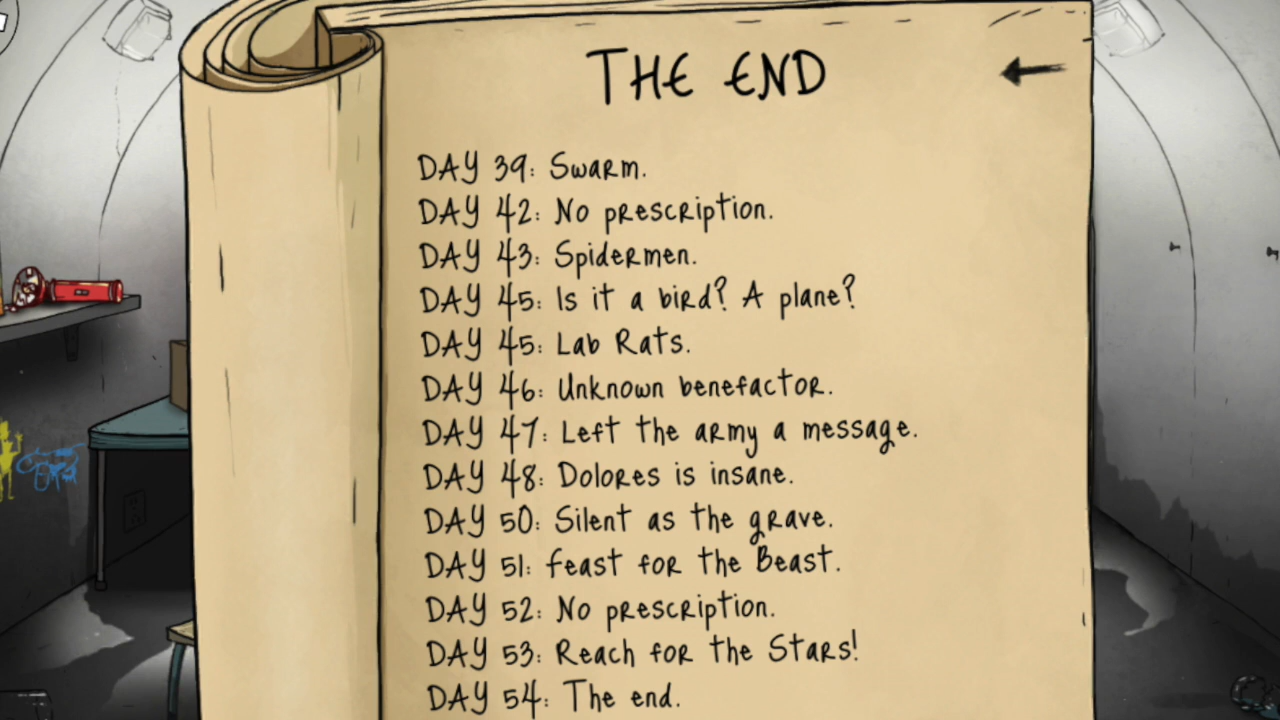 THE END
DAY 39: Swarm.
DAY 42: No prescription.
DAY 43: Spidermen.
DAY 45: Is it a bird? A plane?
DAY 45: Lab Rats.
DAY 46: Unknown benefactor.
DAY 47: Left the army a message.
DAY 48: Dolores is insane.
DAY 50: Silent as the grave.
DAY 51: feast for the Beast.
DAY 52: No prescription.
DAY 53: Reach for the Stars!
DAY 54: The end.